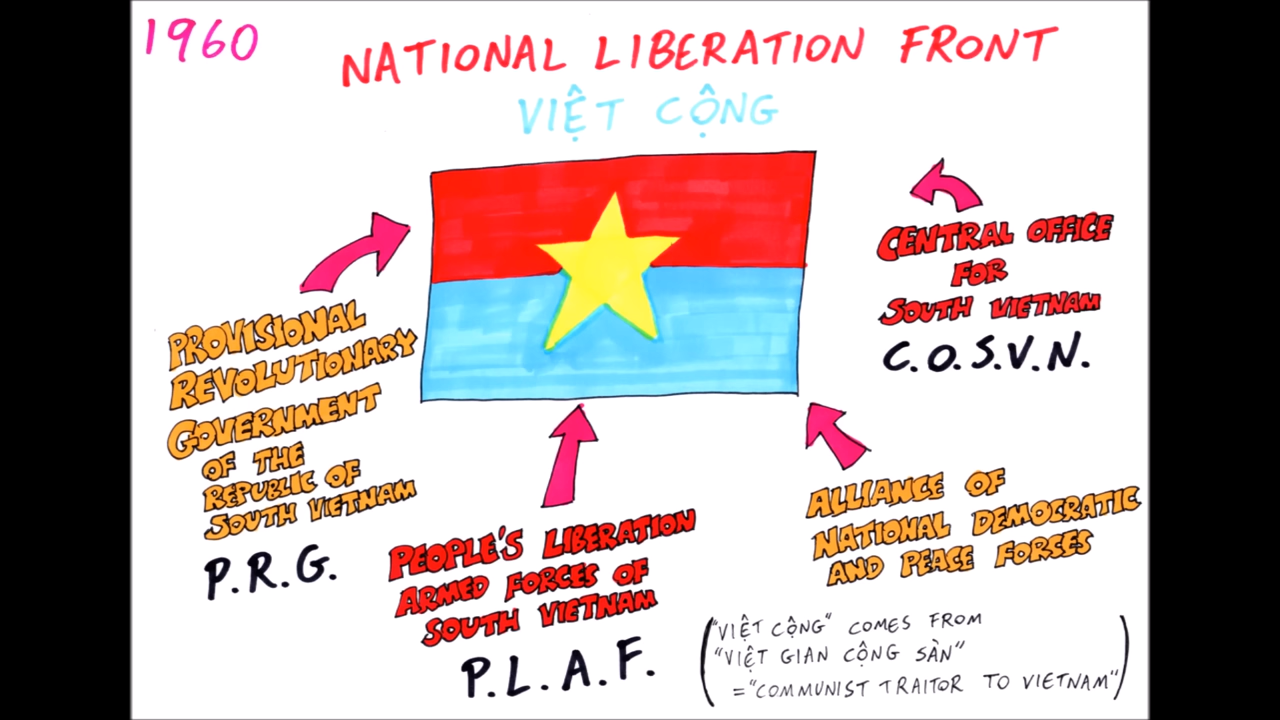 1960
NATIONAL LIBERATION FRONT
VIỆT CỘNG
PROVISIONAL
REVOLUTIONARY
GOVERNMENT
OF THE
REPUBLIC OF
SOUTH VIETNAM
P.R.G.
PEOPLE'S LIBERATION
ARMED FORCES OF
SOUTH VIETNAM
P.L.A.F.
CENTRAL OFFICE
FOR
SOUTH VIETNAM
C.O.S.V.N.
ALLIANCE OF
NATIONAL DEMOCRATIC
AND PEACE FORCES
("VIỆT CỘNG" COMES FROM
"VIỆT GIAN CỘNG SÀN"
="COMMUNIST TRAITOR TO VIETNAM")